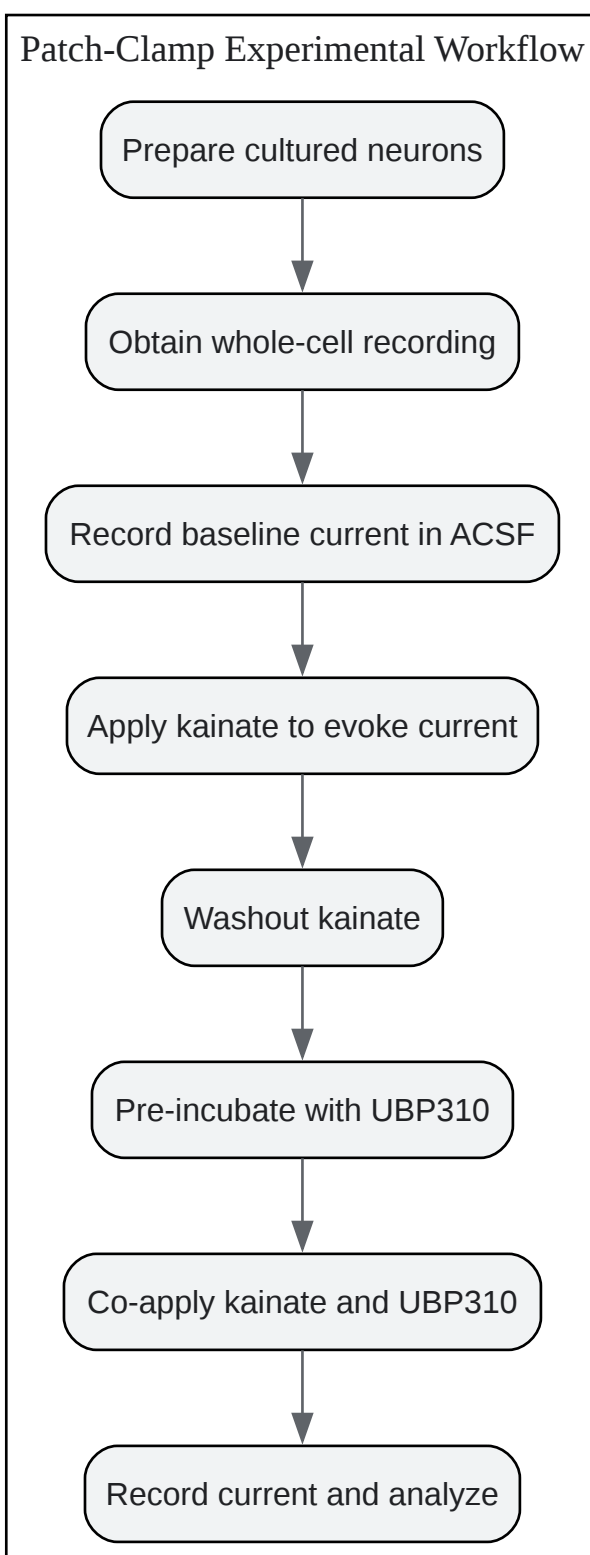 Patch-Clamp Experimental Workflow
Prepare cultured neurons
Obtain whole-cell recording
Record baseline current in ACSF
Apply kainate to evoke current
Washout kainate
Pre-incubate with UBP310
Co-apply kainate and UBP310
Record current and analyze